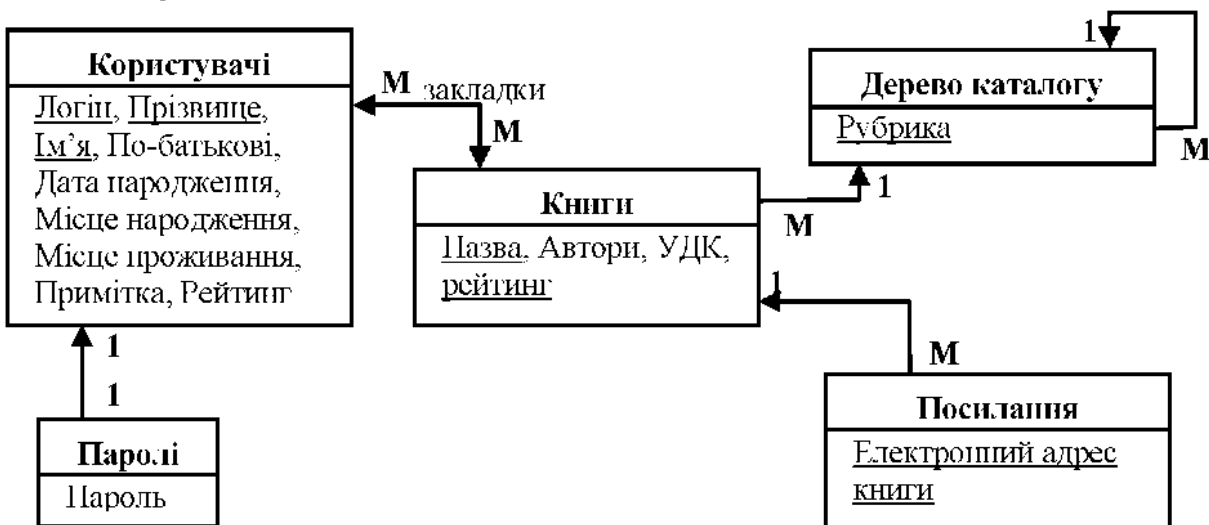 Користувачі
Логін, Прізвище,
Ім’я, По-батькові,
Дата народження,
Місце народження,
Місце проживання,
Примітка, Рейтинг
М закладки
М
Книги
Назва, Автори, УДК,
рейтинг
1
Дерево каталогу
Рубрика
М
1
М
1
М
Посилання
Електронний адрес
книги
1
1
Паролі
Пароль